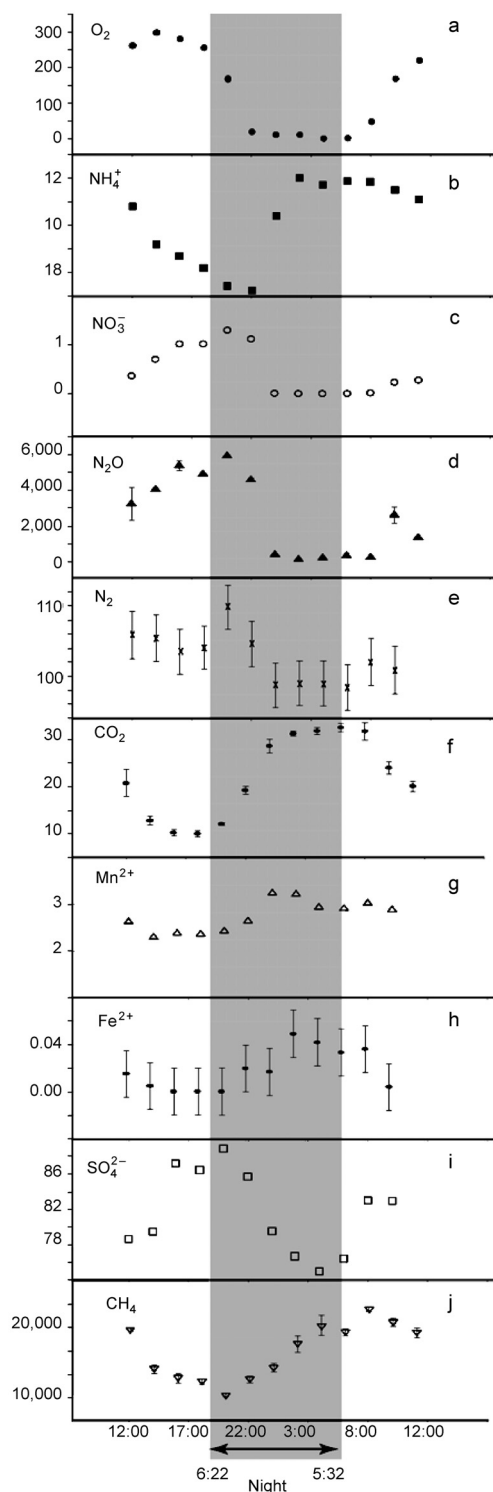 O₂ a
300
200
100
0
NH₄⁺ b
12
10
18
NO₃⁻ c
1
0
N₂O d
6,000
4,000
2,000
0
N₂ e
110
100
CO₂ f
30
20
10
Mn²⁺ g
3
2
Fe²⁺ h
0.04
0.00
SO₄²⁻ i
86
82
78
CH₄ j
20,000
10,000
12:00 17:00 22:00 3:00 8:00 12:00
6:22 5:32
Night